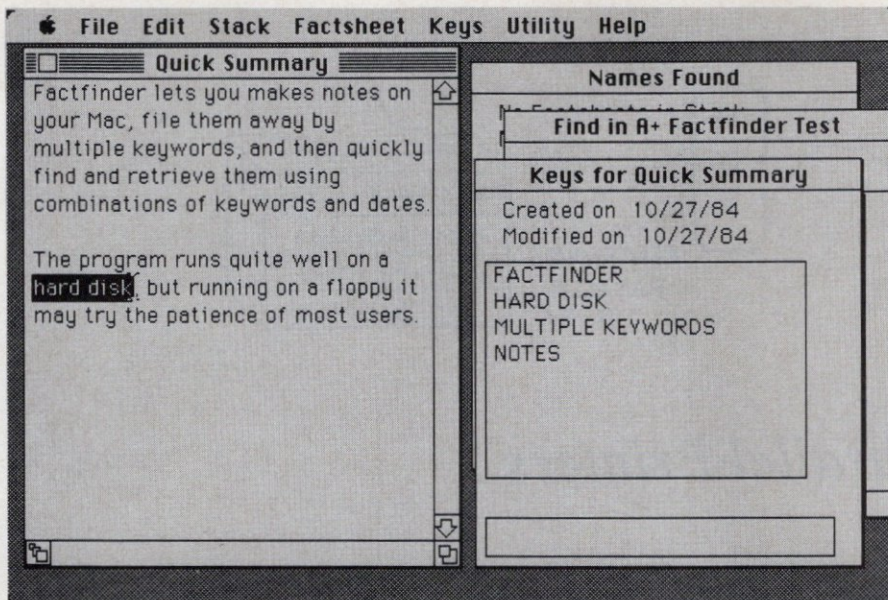 File Edit Stack Factsheet Keys Utility Help
Quick Summary
Factfinder lets you makes notes on
your Mac, file them away by
multiple keywords, and then quickly
find and retrieve them using
combinations of keywords and dates.
The program runs quite well on a
hard disk, but running on a floppy it
may try the patience of most users.
Names Found
No Factsheets in Stack
Find in A+ Factfinder Test
Keys for Quick Summary
Created on 10/27/84
Modified on 10/27/84
FACTFINDER
HARD DISK
MULTIPLE KEYWORDS
NOTES